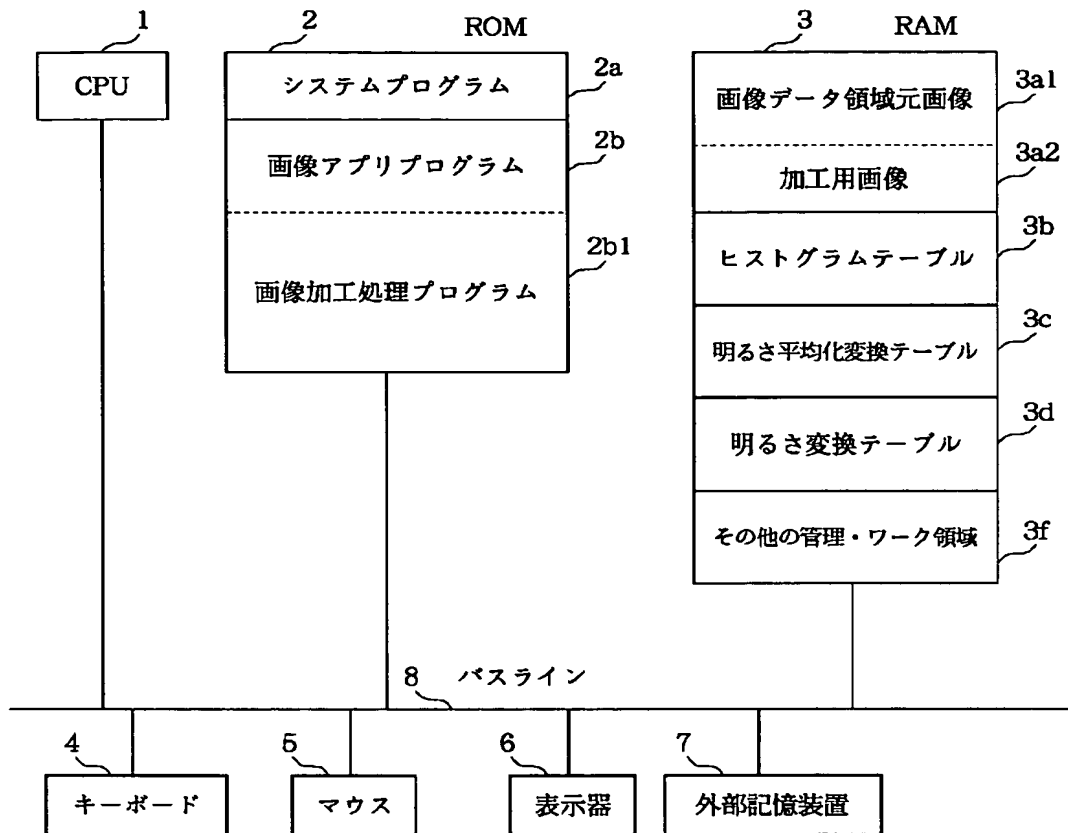 1
CPU
2
ROM
システムプログラム
2a
画像アプリプログラム
2b
画像加工処理プログラム
2b1
3
RAM
画像データ領域元画像
3a1
加工用画像
3a2
ヒストグラムテーブル
3b
明るさ平均化変換テーブル
3c
明るさ変換テーブル
3d
その他の管理・ワーク領域
3f
8
バスライン
4
キーボード
5
マウス
6
表示器
7
外部記憶装置